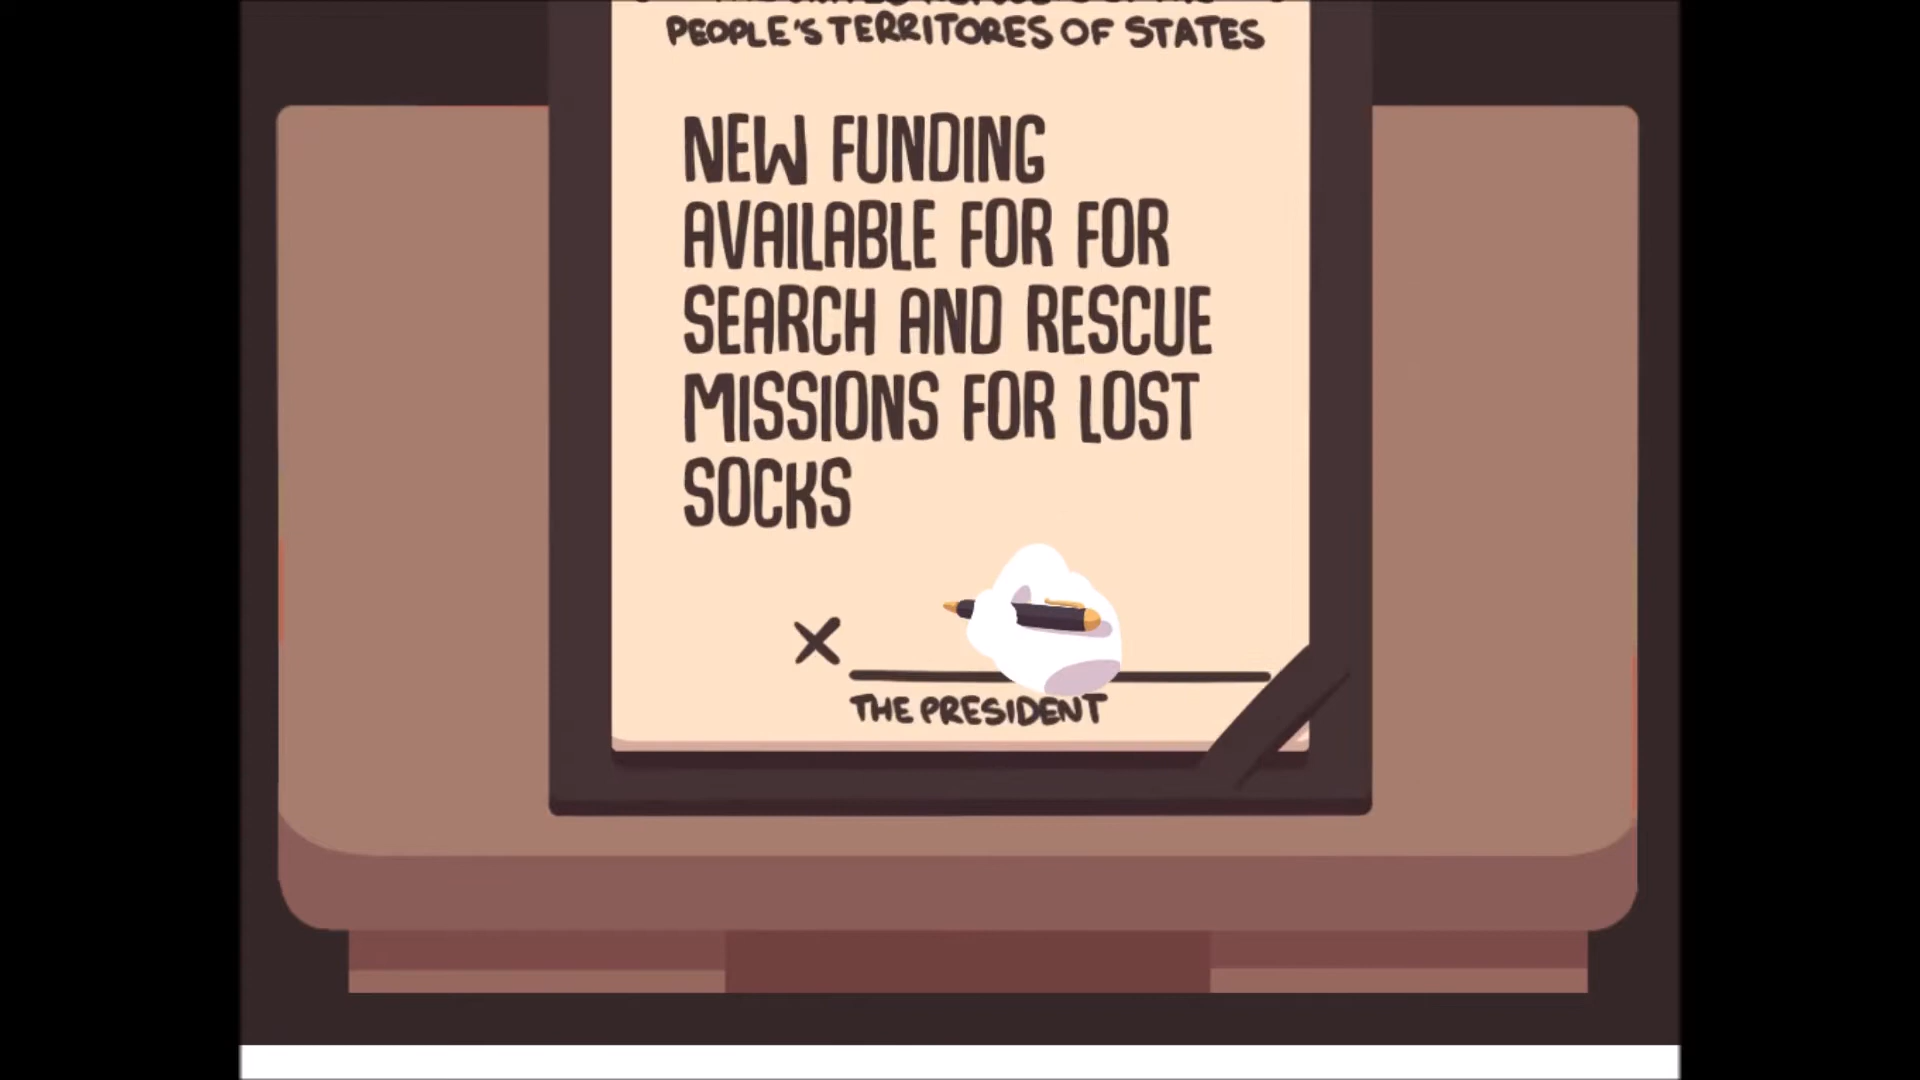 PEOPLE'S TERRITORES OF STATES
NEW FUNDING
AVAILABLE FOR FOR
SEARCH AND RESCUE
MISSIONS FOR LOST
SOCKS
X
THE PRESIDENT